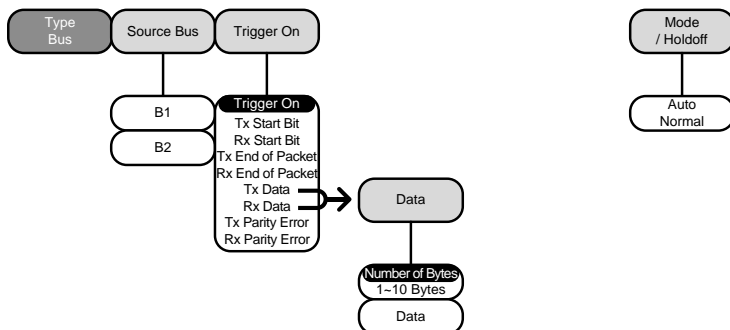 Type
Bus
Source Bus
Trigger On
Mode
/ Holdoff
B1
B2
Trigger On
Tx Start Bit
Rx Start Bit
Tx End of Packet
Rx End of Packet
Tx Data
Rx Data
Tx Parity Error
Rx Parity Error
Auto
Normal
Data
Number of Bytes
1~10 Bytes
Data